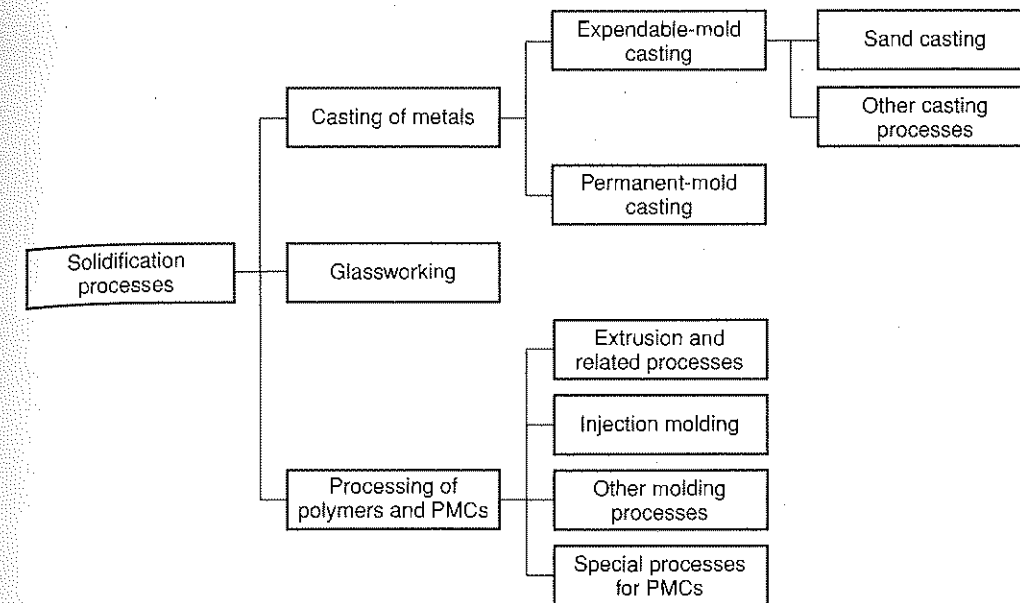 Expendable-mold
casting
Sand casting
Other casting
processes
Casting of metals
Permanent-mold
casting
Solidification
processes
Glassworking
Extrusion and
related processes
Injection molding
Processing of
polymers and PMCs
Other molding
processes
Special processes
for PMCs